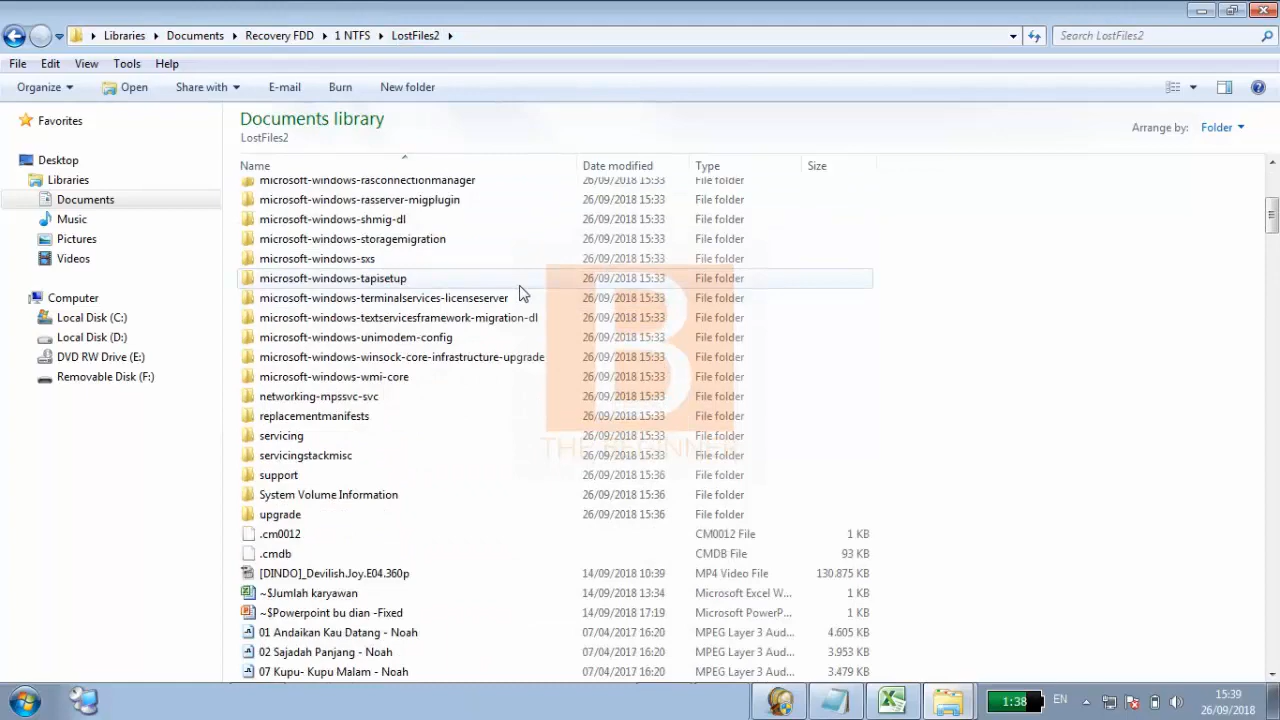 Libraries Documents Recovery FDD 1 NTFS LostFiles2
Search LostFiles2
File Edit View Tools Help
Organize Open Share with E-mail Burn New folder
Favorites
Desktop
Libraries
Documents
Music
Pictures
Videos
Computer
Local Disk (C:)
Local Disk (D:)
DVD RW Drive (E:)
Removable Disk (F:)
Documents library
LostFiles2
Arrange by: Folder
Name Date modified Type Size
microsoft-windows-rasconnectionmanager 26/09/2018 15:33 File folder
microsoft-windows-rasserver-migplugin 26/09/2018 15:33 File folder
microsoft-windows-shmig-dl 26/09/2018 15:33 File folder
microsoft-windows-storagemigration 26/09/2018 15:33 File folder
microsoft-windows-sxs 26/09/2018 15:33 File folder
microsoft-windows-tapisetup 26/09/2018 15:33 File folder
microsoft-windows-terminalservices-licenseserver 26/09/2018 15:33 File folder
microsoft-windows-textservicesframework-migration-dl 26/09/2018 15:33 File folder
microsoft-windows-unimodem-config 26/09/2018 15:33 File folder
microsoft-windows-winsock-core-infrastructure-upgrade 26/09/2018 15:33 File folder
microsoft-windows-wmi-core 26/09/2018 15:33 File folder
networking-mpssvc-svc 26/09/2018 15:33 File folder
replacementmanifests 26/09/2018 15:33 File folder
servicing 26/09/2018 15:33 File folder
servicingstackmisc 26/09/2018 15:33 File folder
support 26/09/2018 15:36 File folder
System Volume Information 26/09/2018 15:36 File folder
upgrade 26/09/2018 15:36 File folder
.cm0012 CM0012 File 1 KB
.cmdb CMDB File 93 KB
[DINDO]_Devilish.Joy.E04.360p 14/09/2018 10:39 MP4 Video File 130.875 KB
~$Jumlah karyawan 14/09/2018 13:34 Microsoft Excel W... 1 KB
~$Powerpoint bu dian -Fixed 14/09/2018 17:19 Microsoft PowerP... 1 KB
01 Andaikan Kau Datang - Noah 07/04/2017 16:20 MPEG Layer 3 Aud... 4.605 KB
02 Sajadah Panjang - Noah 07/04/2017 16:20 MPEG Layer 3 Aud... 3.953 KB
07 Kupu- Kupu Malam - Noah 07/04/2017 16:20 MPEG Layer 3 Aud... 3.479 KB
B
THE BEGINNER
1:38 EN 15:39
26/09/2018